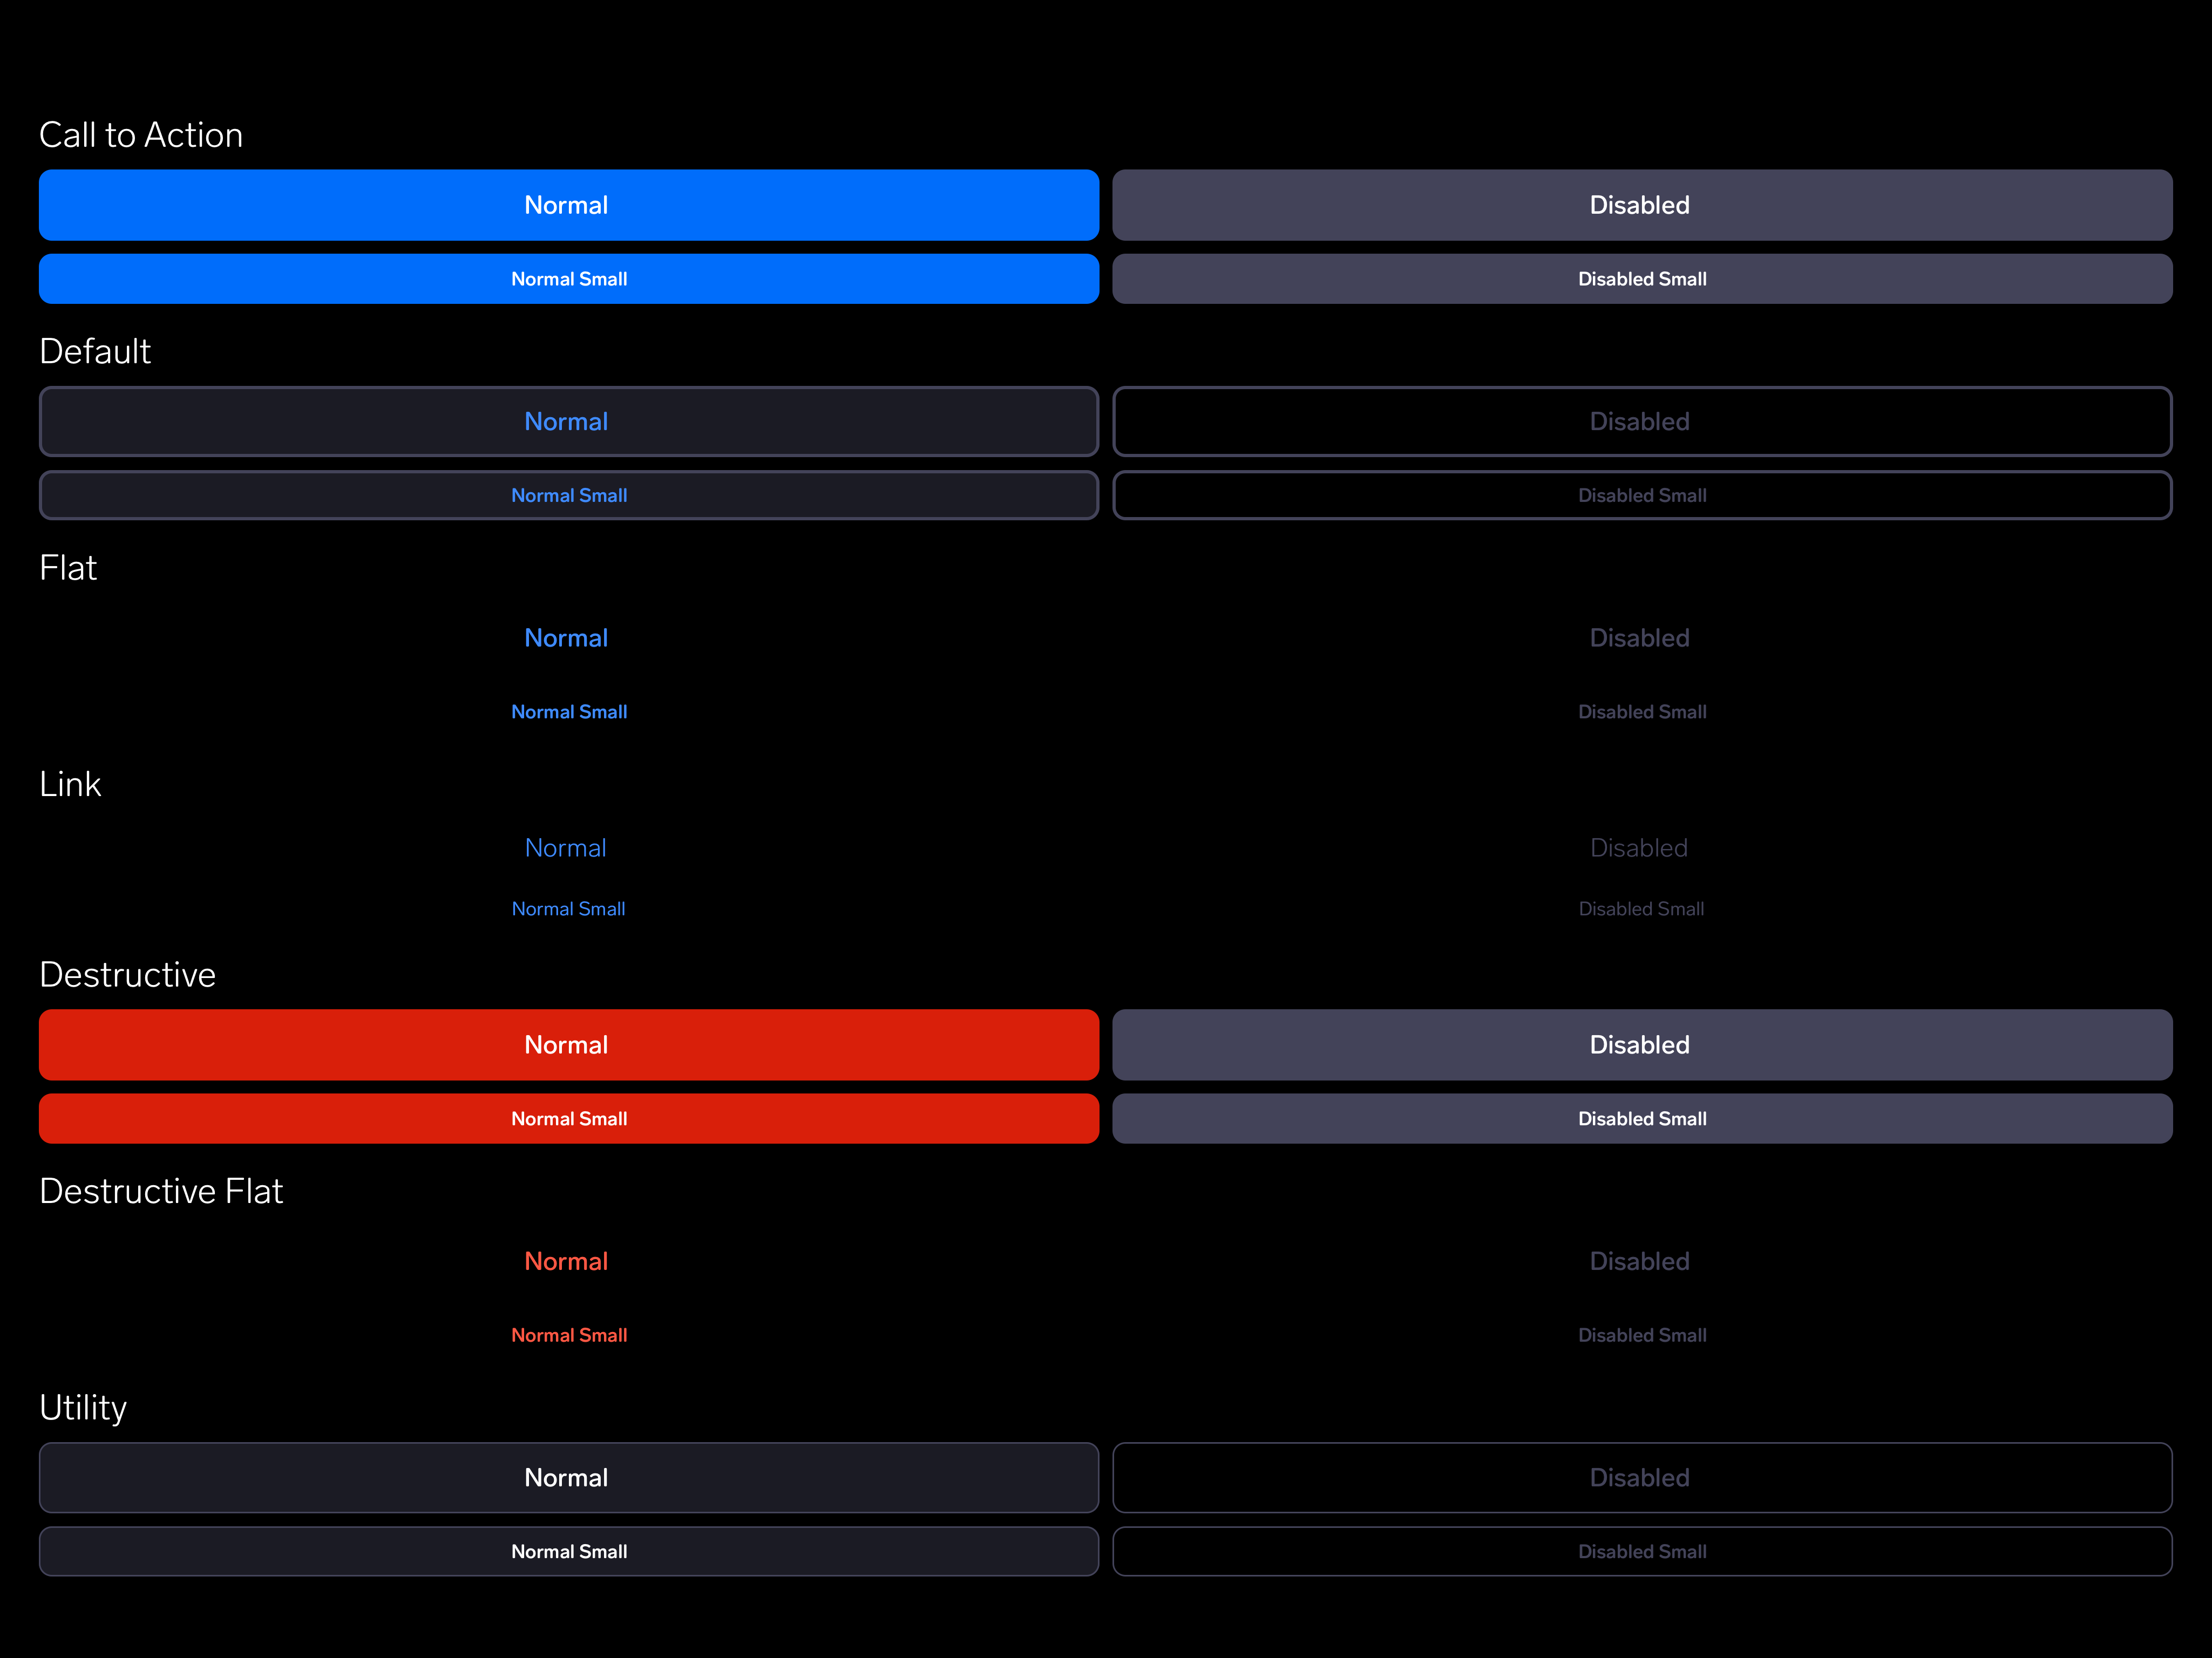 Call to Action
Normal Disabled
Normal Small Disabled Small
Default
Normal Disabled
Normal Small Disabled Small
Flat
Normal Disabled
Normal Small Disabled Small
Link
Normal Disabled
Normal Small Disabled Small
Destructive
Normal Disabled
Normal Small Disabled Small
Destructive Flat
Normal Disabled
Normal Small Disabled Small
Utility
Normal Disabled
Normal Small Disabled Small